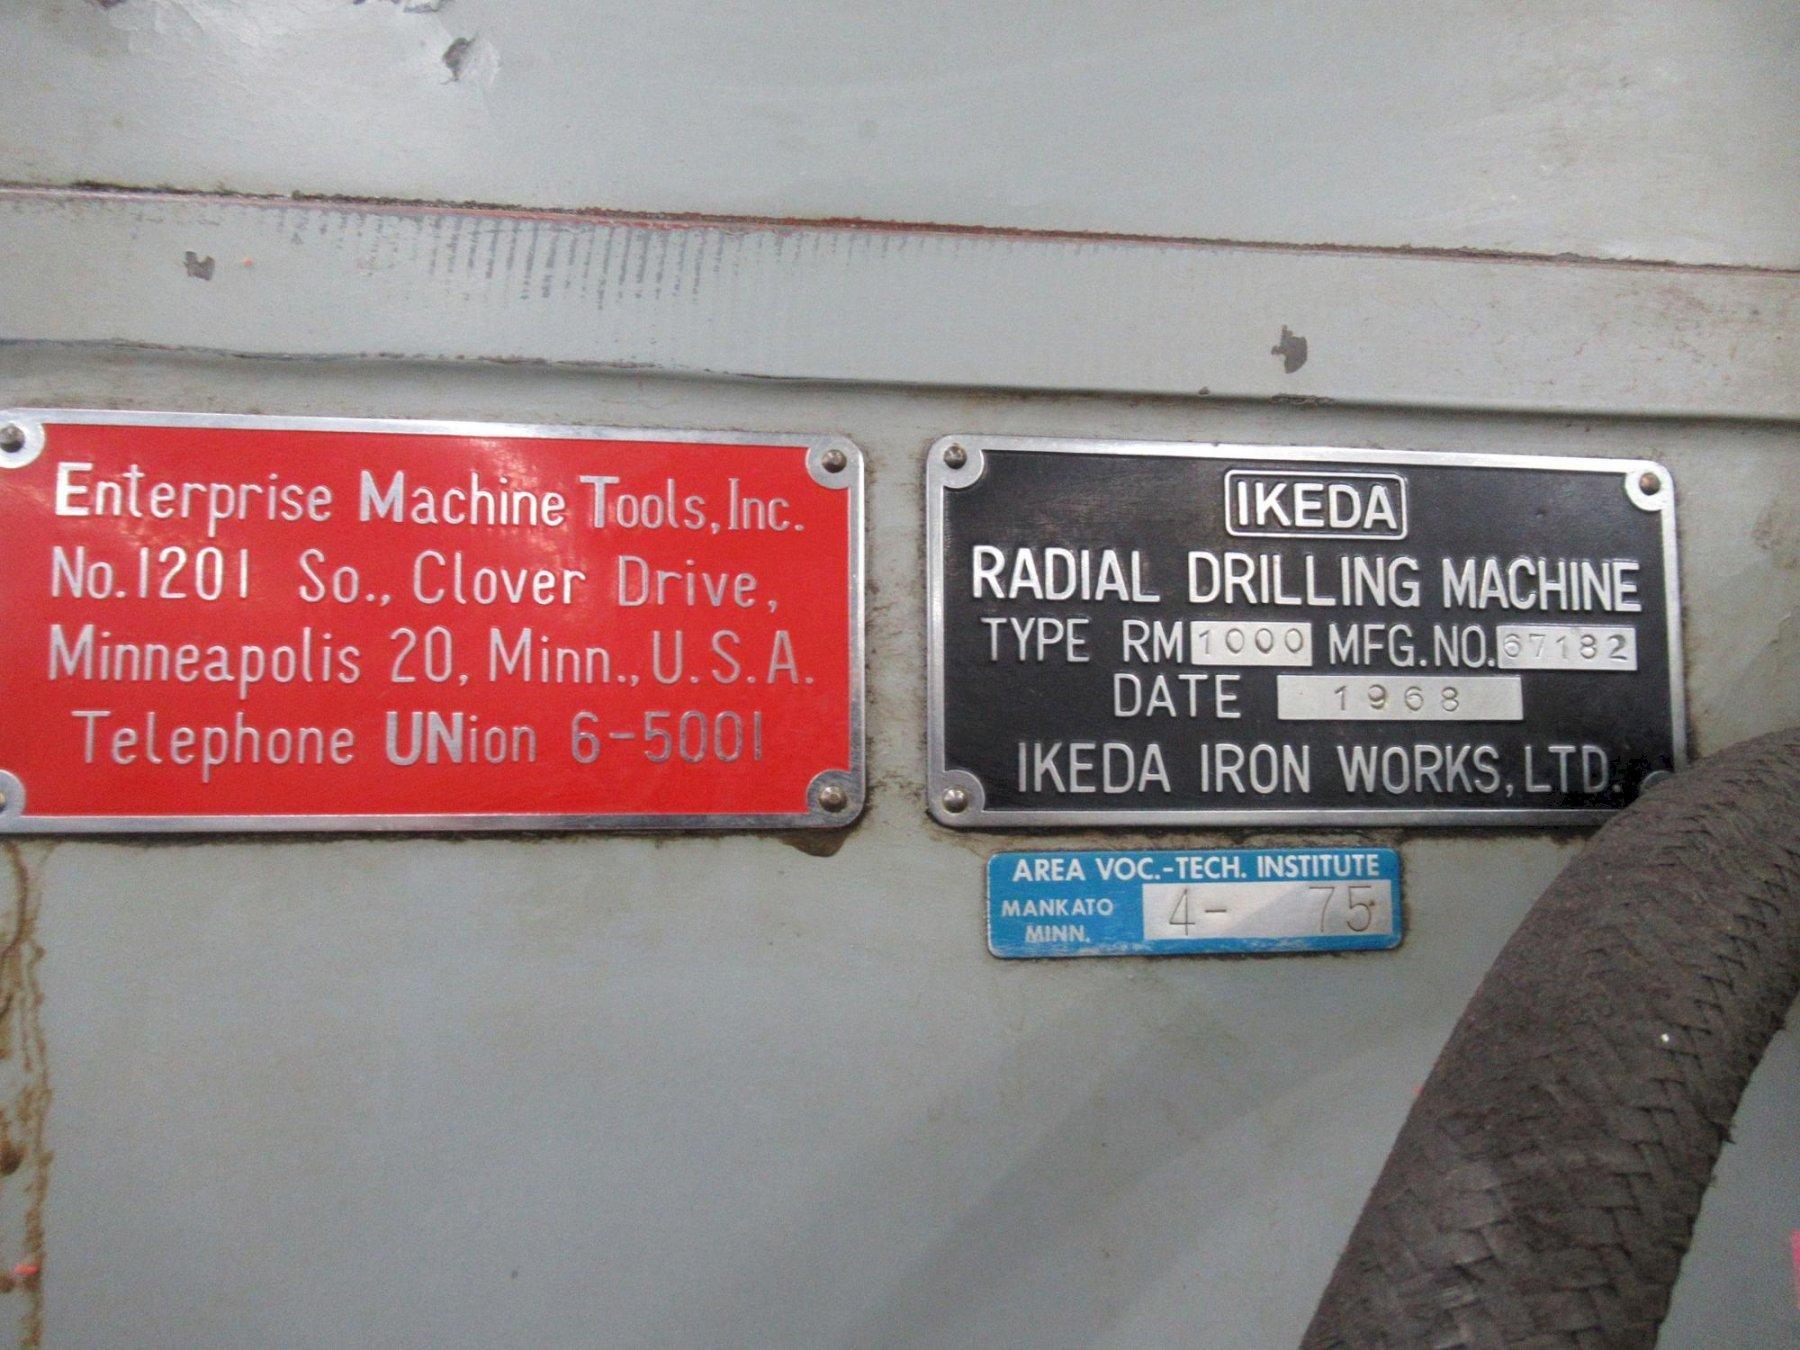 Enterprise Machine Tools, Inc.
No.1201 So., Clover Drive,
Minneapolis 20, Minn., U.S.A.
Telephone UNion 6-5001
IKEDA
RADIAL DRILLING MACHINE
TYPE RM 1000 MFG.NO. 67182
DATE 1968
IKEDA IRON WORKS, LTD.
AREA VOC.-TECH. INSTITUTE
MANKATO 4- 75
MINN.